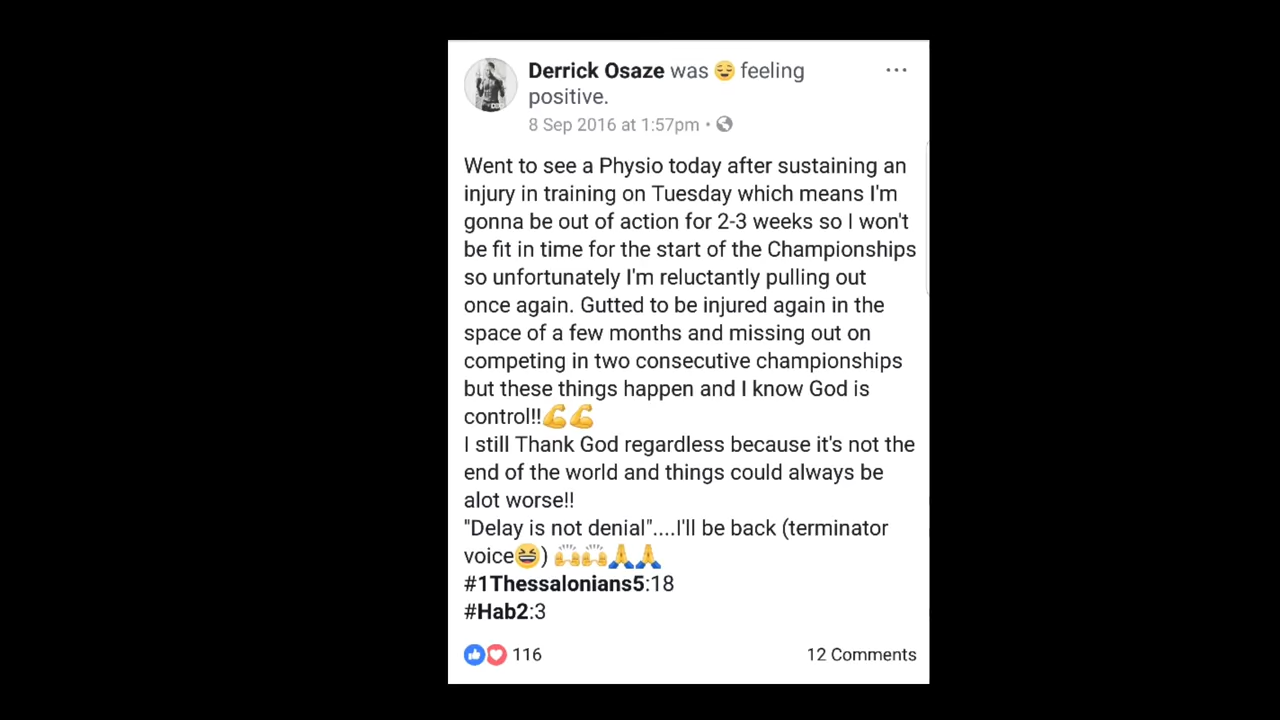 Derrick Osaze was 😌 feeling
positive.
8 Sep 2016 at 1:57pm •
Went to see a Physio today after sustaining an
injury in training on Tuesday which means I'm
gonna be out of action for 2-3 weeks so I won't
be fit in time for the start of the Championships
so unfortunately I'm reluctantly pulling out
once again. Gutted to be injured again in the
space of a few months and missing out on
competing in two consecutive championships
but these things happen and I know God is
control!!💪💪
I still Thank God regardless because it's not the
end of the world and things could always be
alot worse!!
"Delay is not denial"....I'll be back (terminator
voice😆) 🙌🙌🙏🙏
#1Thessalonians5:18
#Hab2:3
116
12 Comments